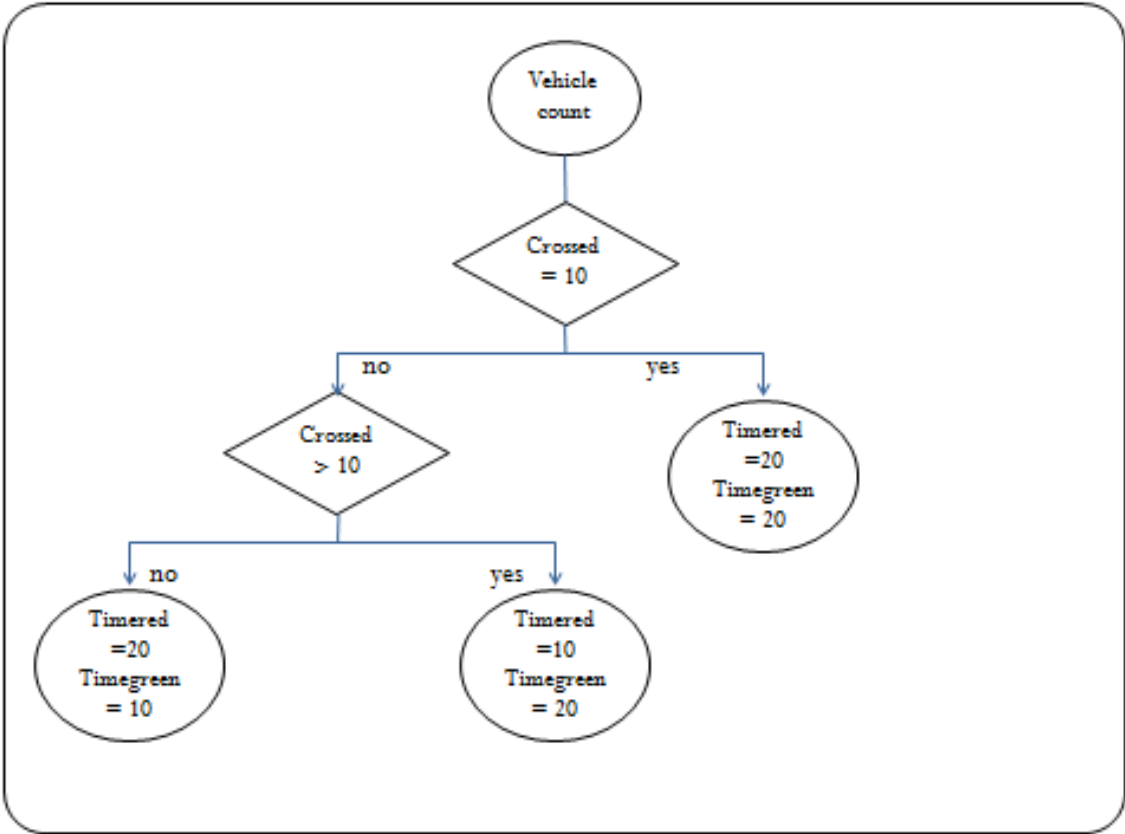 Vehicle
count
Crossed
= 10
no
yes
Crossed
> 10
Timered
=20
Timegreen
= 20
no
yes
Timered
=20
Timegreen
= 10
Timered
=10
Timegreen
= 20